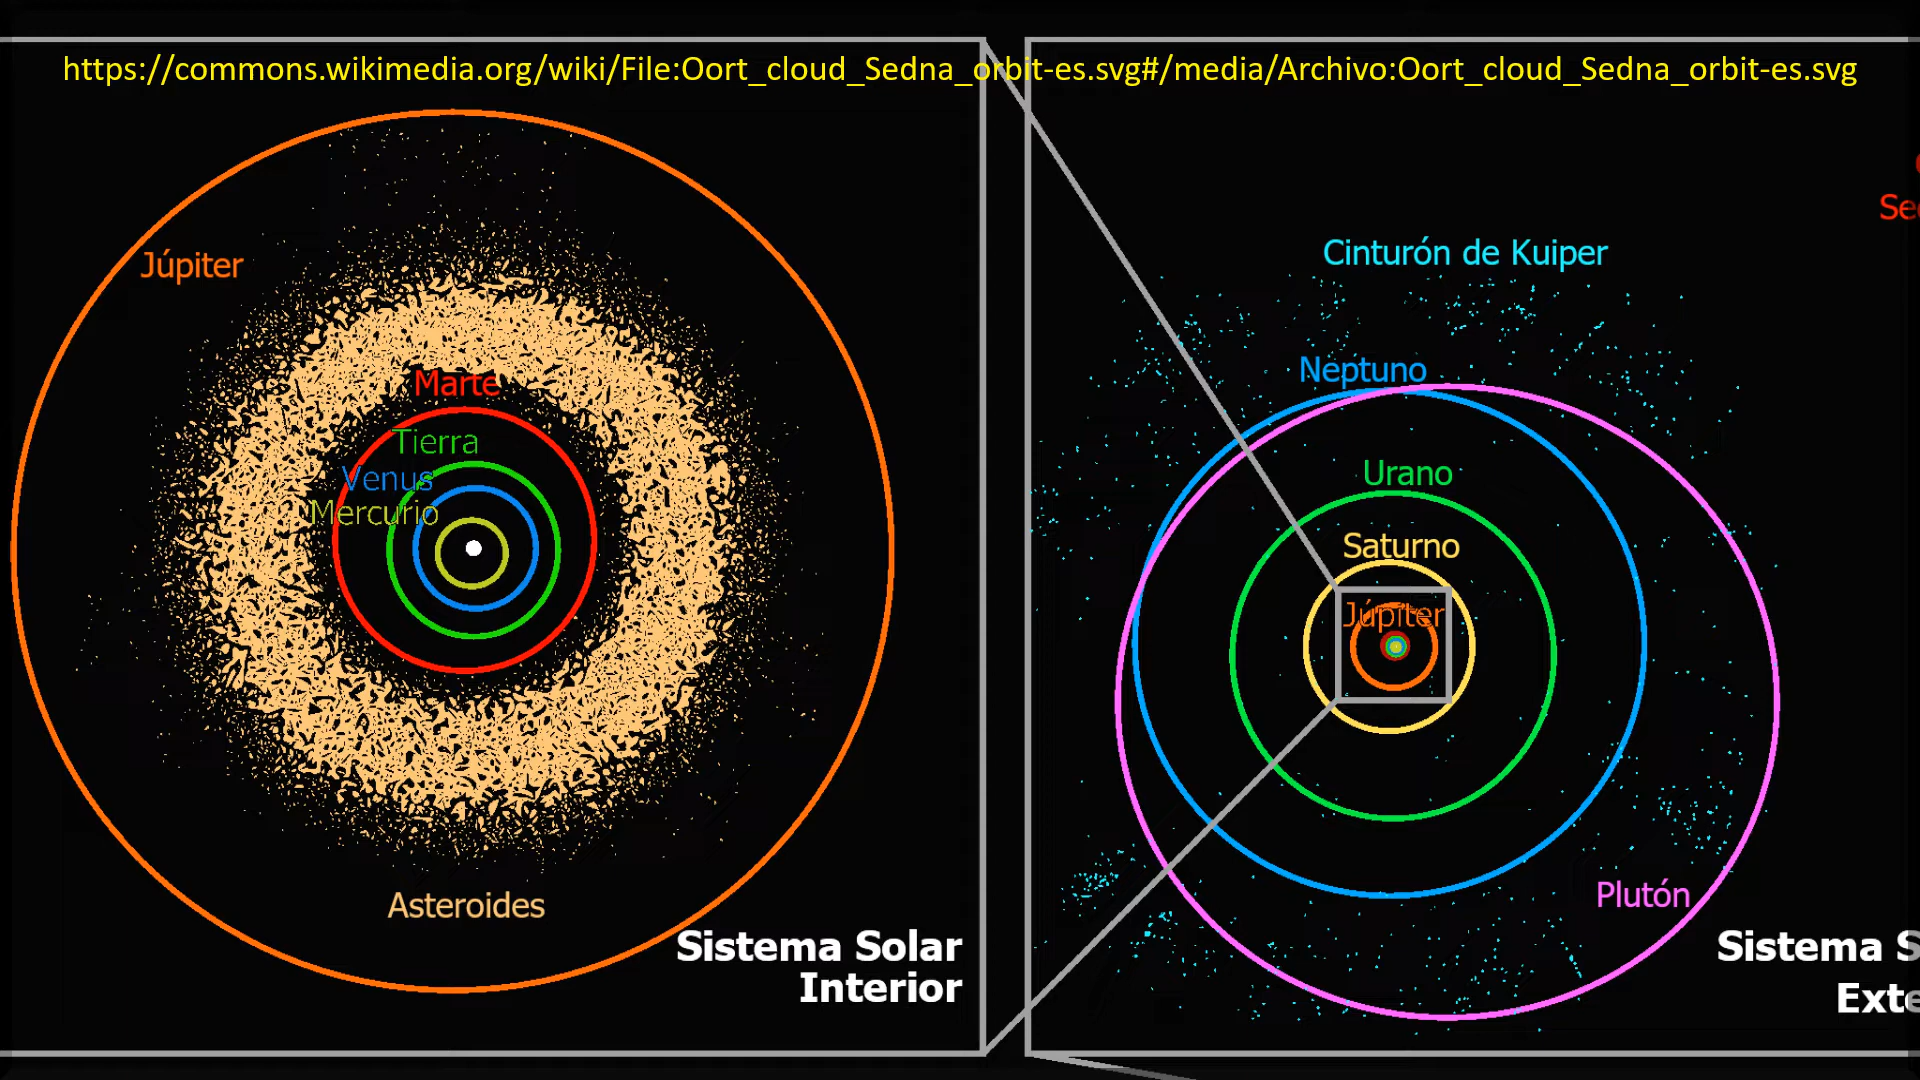 https://commons.wikimedia.org/wiki/File:Oort_cloud_Sedna_orbit-es.svg#/media/Archivo:Oort_cloud_Sedna_orbit-es.svg
Júpiter
Marte
Tierra
Venus
Mercurio
Asteroides
Sistema Solar
Interior
Cinturón de Kuiper
Neptuno
Urano
Saturno
Júpiter
Plutón
Sistema